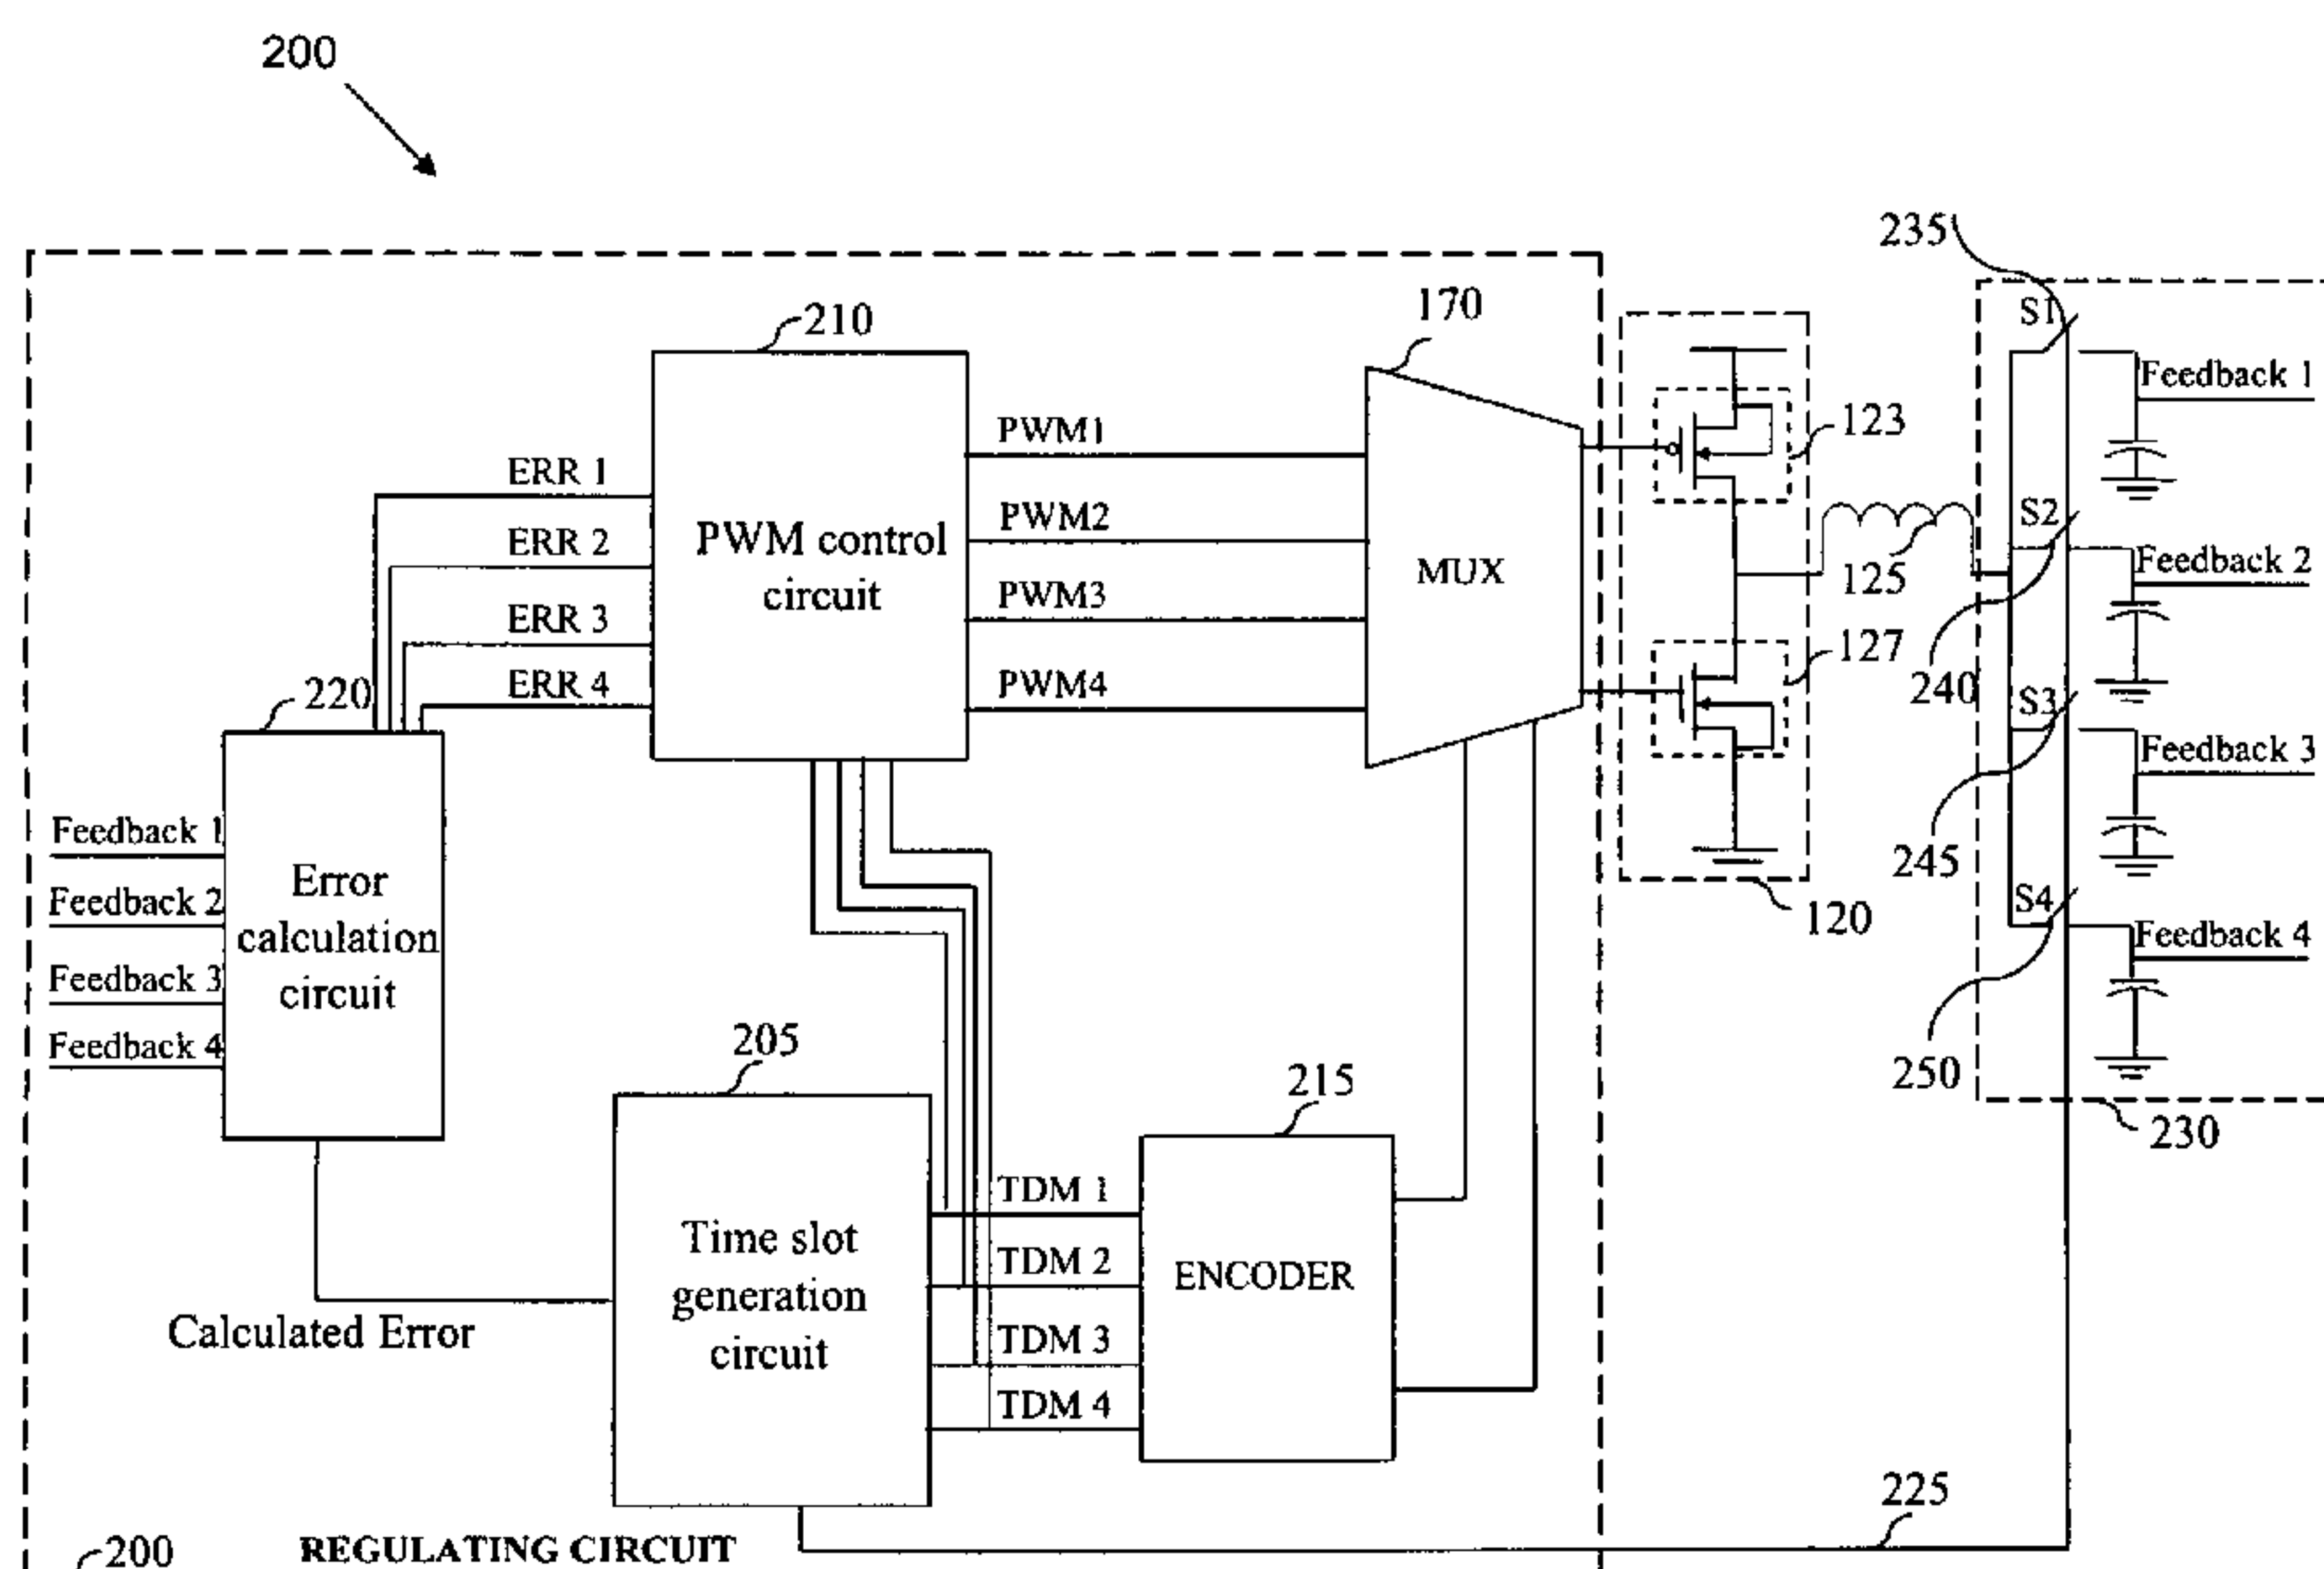 200
235
S1
Feedback 1
210
170
123
PWM1
ERR 1
PWM2
S2
ERR 2
PWM control
circuit
MUX
125
Feedback 2
PWM3
ERR 3
127
240
ERR 4
PWM4
220
S3
Feedback 3
245
Feedback 1
Feedback 2
Feedback 3
Feedback 4
Error
calculation
circuit
S4
120
Feedback 4
250
230
205
215
TDM 1
TDM 2
TDM 3
TDM 4
Time slot
generation
circuit
ENCODER
Calculated Error
225
200
REGULATING CIRCUIT